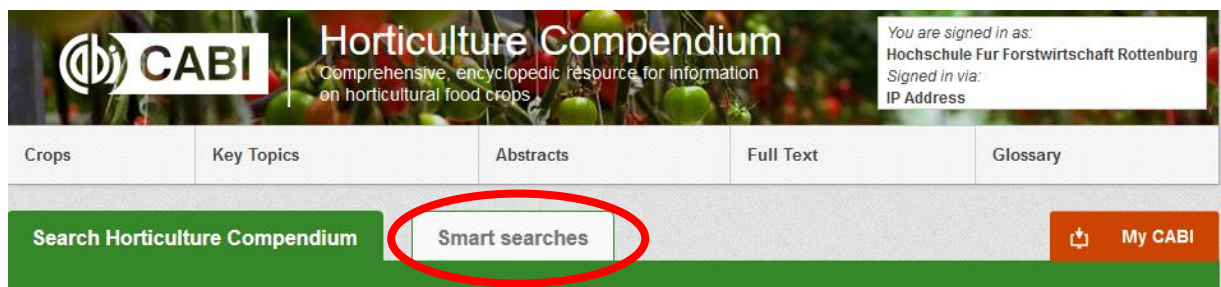 CABI
Horticulture Compendium
Comprehensive, encyclopedic resource for information
on horticultural food crops
You are signed in as:
Hochschule Fur Forstwirtschaft Rottenburg
Signed in via:
IP Address
Crops Key Topics Abstracts Full Text Glossary
Search Horticulture Compendium Smart searches My CABI